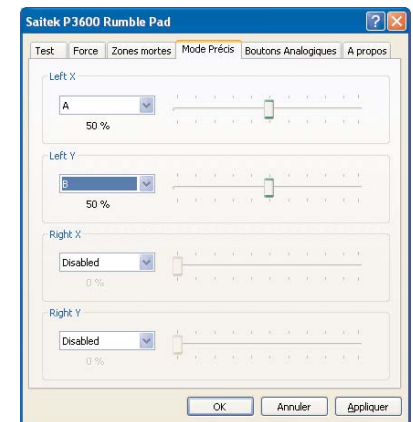 Saitek P3600 Rumble Pad
Test Force Zones mortes Mode Précis Boutons Analogiques A propos
Left X
A
50 %
Left Y
B
50 %
Right X
Disabled
0 %
Right Y
Disabled
0 %
OK Annuler Appliquer